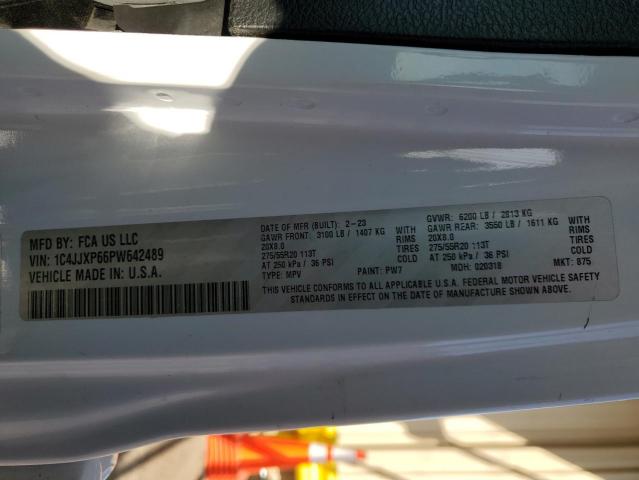 MFD BY: FCA US LLC
VIN: 1C4JJXP66PW642489
VEHICLE MADE IN: U.S.A.
DATE OF MFR (BUILT): 2-23 GVWR: 6200 LB / 2813 KG
GAWR FRONT: 3100 LB / 1407 KG WITH GAWR REAR: 3550 LB / 1611 KG WITH
20X8.0 RIMS 20X8.0 RIMS
275/55R20 113T TIRES 275/55R20 113T TIRES
AT 250 kPa / 36 PSI COLD AT 250 kPa / 36 PSI COLD
TYPE: MPV PAINT: PW7 MDH: 020318 MKT: 875
THIS VEHICLE CONFORMS TO ALL APPLICABLE U.S.A. FEDERAL MOTOR VEHICLE SAFETY
STANDARDS IN EFFECT ON THE DATE OF MANUFACTURE SHOWN ABOVE.